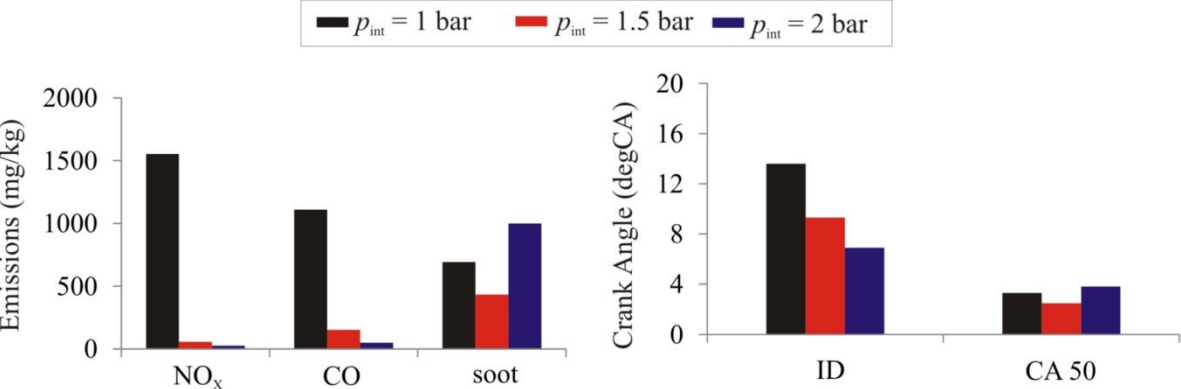 p_int = 1 bar p_int = 1.5 bar p_int = 2 bar
Emissions (mg/kg)
2000
1500
1000
500
0
NO_X CO soot
Crank Angle (degCA)
20
16
12
8
4
0
ID CA 50